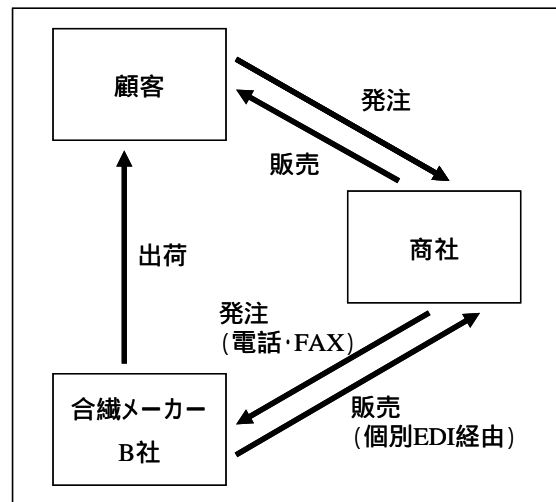 顧客
発注
販売
商社
出荷
発注
(電話･FAX)
合繊メーカー
B社
販売
(個別EDI経由)